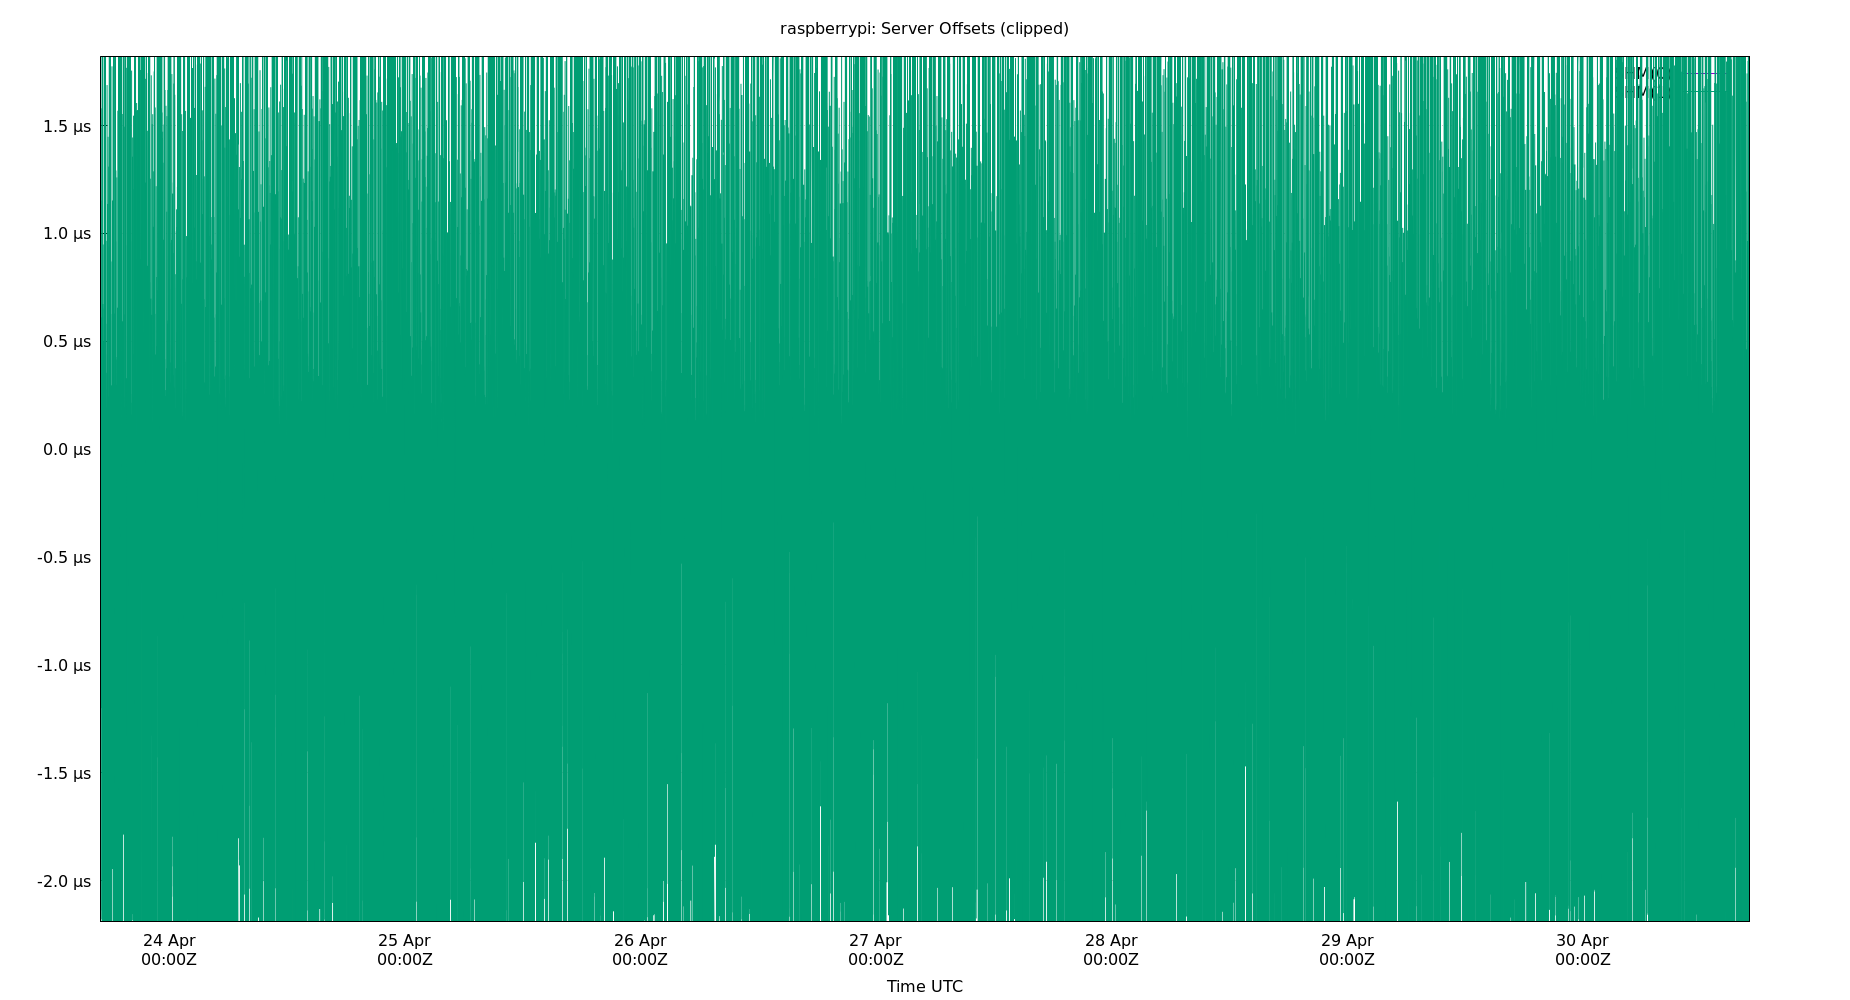 raspberrypi: Server Offsets (clipped)
1.5 µs
1.0 µs
0.5 µs
0.0 µs
-0.5 µs
-1.0 µs
-1.5 µs
-2.0 µs
24 Apr 25 Apr 26 Apr 27 Apr 28 Apr 29 Apr 30 Apr
00:00Z 00:00Z 00:00Z 00:00Z 00:00Z 00:00Z 00:00Z
Time UTC